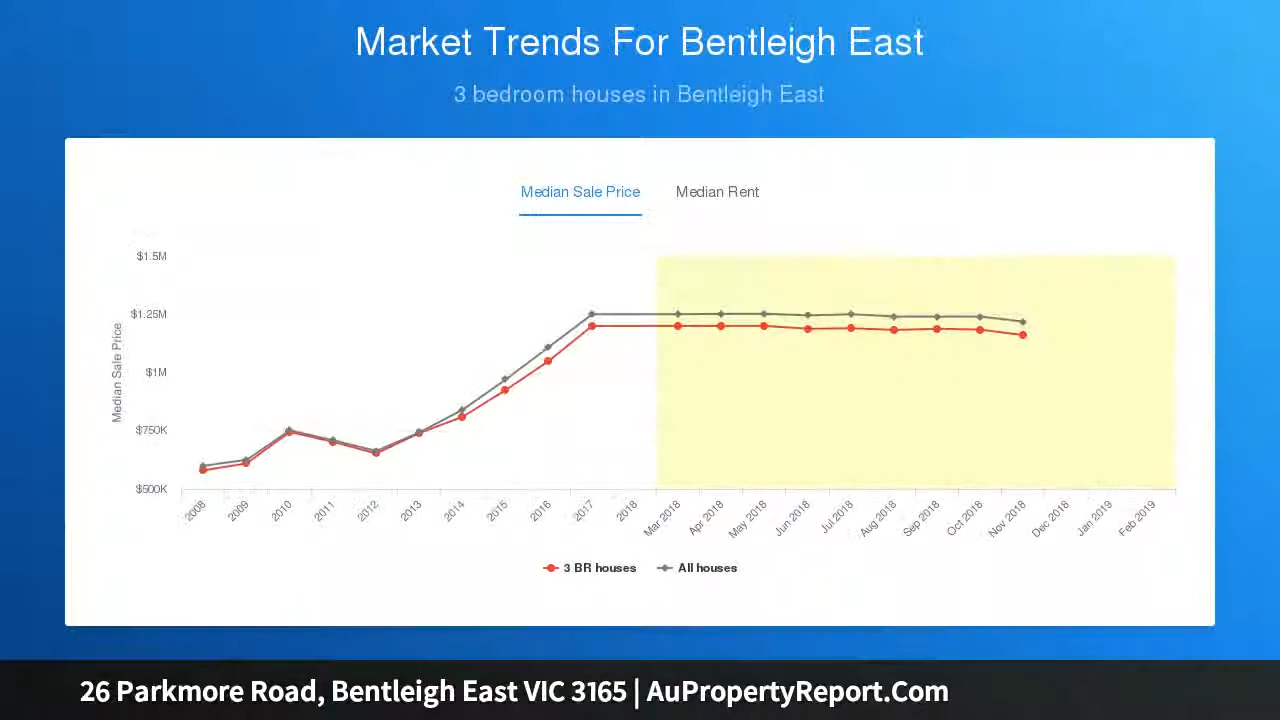 Market Trends For Bentleigh East
3 bedroom houses in Bentleigh East
Median Sale Price Median Rent
$1.5M
$1.25M
$1M
$750K
$500K
Median Sale Price
2008 2009 2010 2011 2012 2013 2014 2015 2016 2017 2018 Mar 2018 Apr 2018 May 2018 Jun 2018 Jul 2018 Aug 2018 Sep 2018 Oct 2018 Nov 2018 Dec 2018 Jan 2019 Feb 2019
3 BR houses All houses
26 Parkmore Road, Bentleigh East VIC 3165 | AuPropertyReport.Com